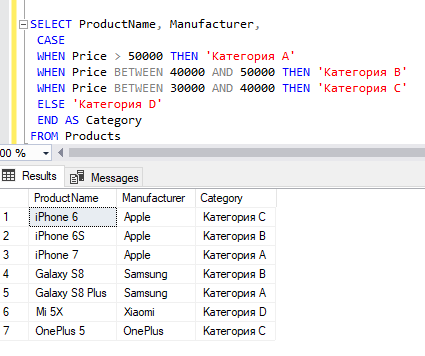 SELECT ProductName, Manufacturer,
CASE
WHEN Price > 50000 THEN 'Категория A'
WHEN Price BETWEEN 40000 AND 50000 THEN 'Категория B'
WHEN Price BETWEEN 30000 AND 40000 THEN 'Категория C'
ELSE 'Категория D'
END AS Category
FROM Products
00 %
Results Messages
ProductName Manufacturer Category
1 iPhone 6 Apple Категория C
2 iPhone 6S Apple Категория B
3 iPhone 7 Apple Категория A
4 Galaxy S8 Samsung Категория B
5 Galaxy S8 Plus Samsung Категория A
6 Mi 5X Xiaomi Категория D
7 OnePlus 5 OnePlus Категория C